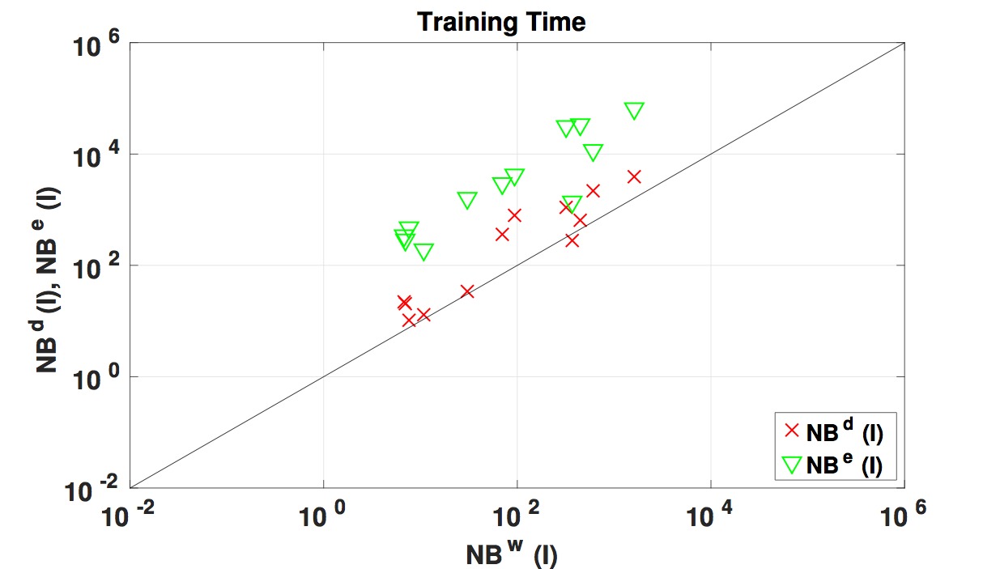 Training Time
10^6
10^4
10^2
10^0
10^-2
NB^d (I), NB^e (I)
10^-2 10^0 10^2 10^4 10^6
NB^w (I)
NB^d (I)
NB^e (I)